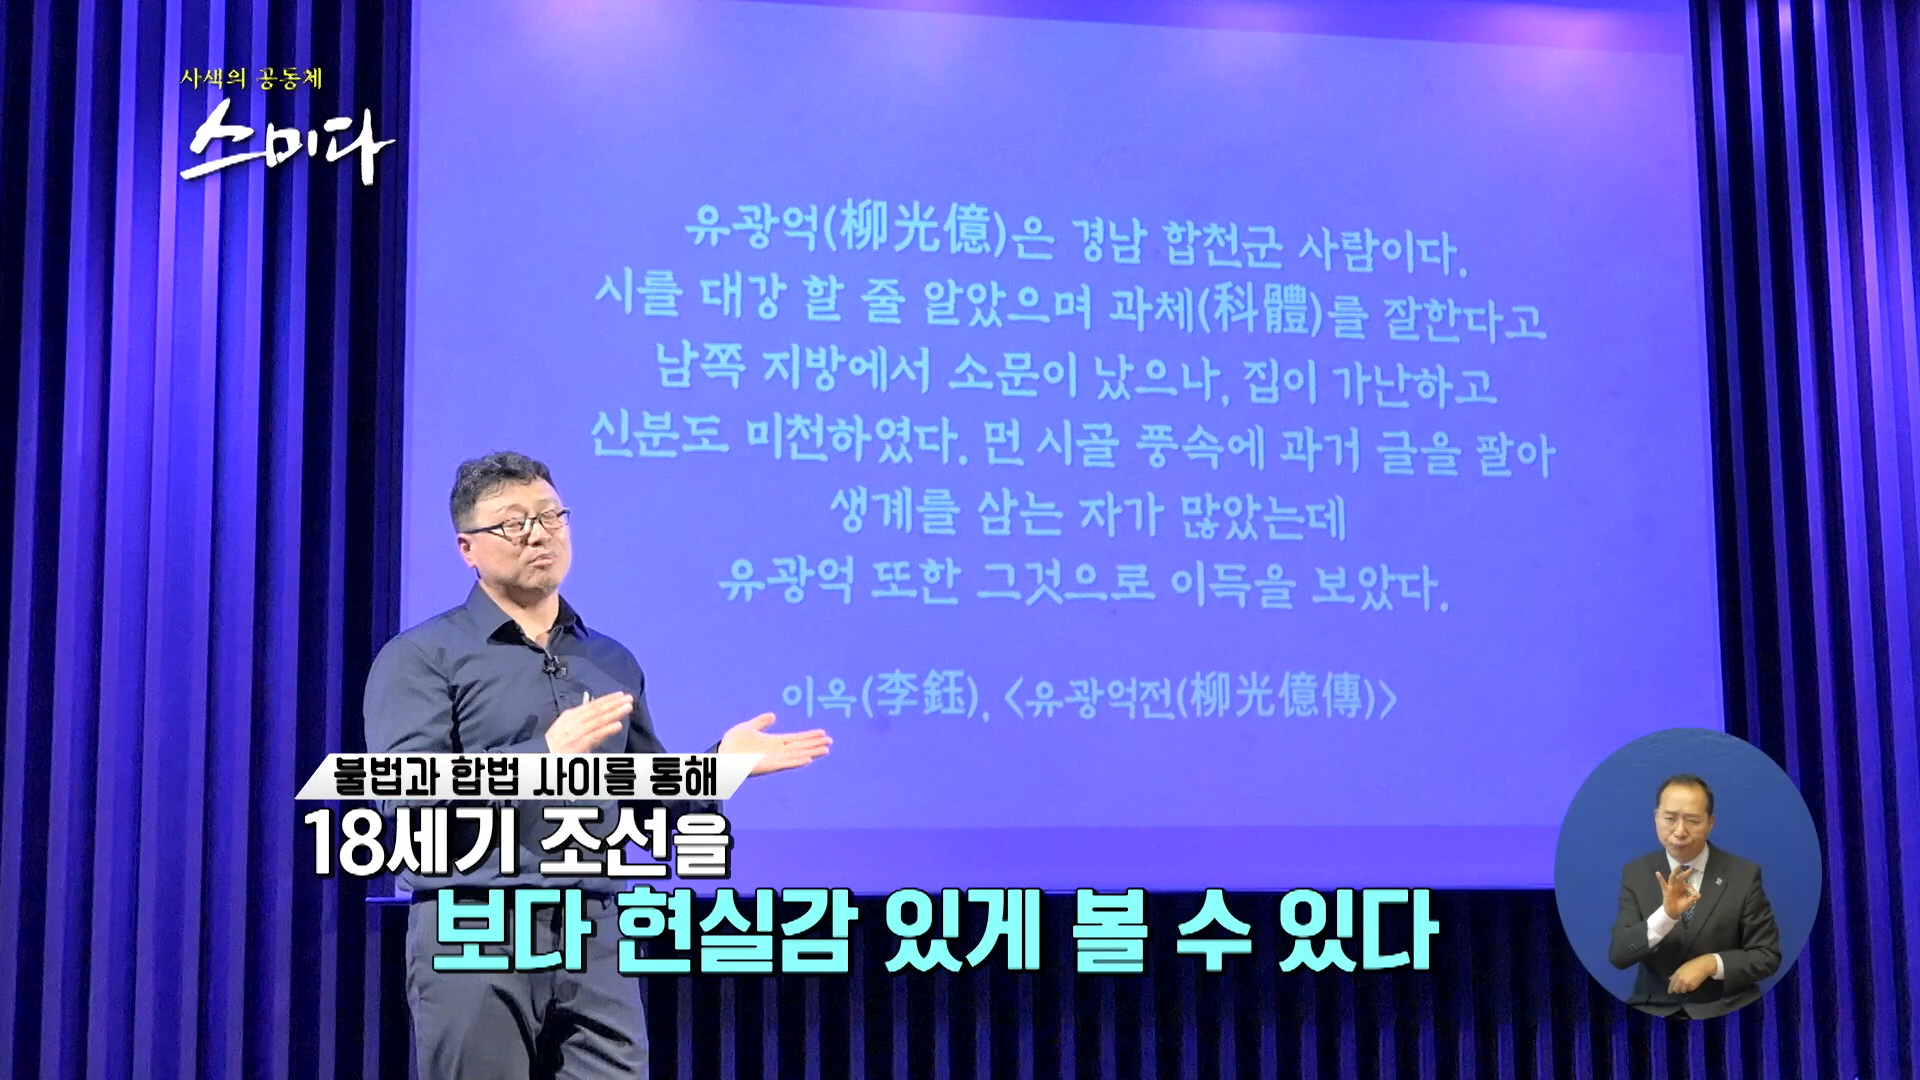 사색의 공동체
스미다
유광억(柳光億)은 경남 합천군 사람이다.
시를 대강 할 줄 알았으며 과체(科體)를 잘한다고
남쪽 지방에서 소문이 났으나, 집이 가난하고
신분도 미천하였다. 먼 시골 풍속에 과거 글을 팔아
생계를 삼는 자가 많았는데
유광억 또한 그것으로 이득을 보았다.
이옥(李鈺), <유광억전(柳光億傳)>
불법과 합법 사이를 통해
18세기 조선을
보다 현실감 있게 볼 수 있다